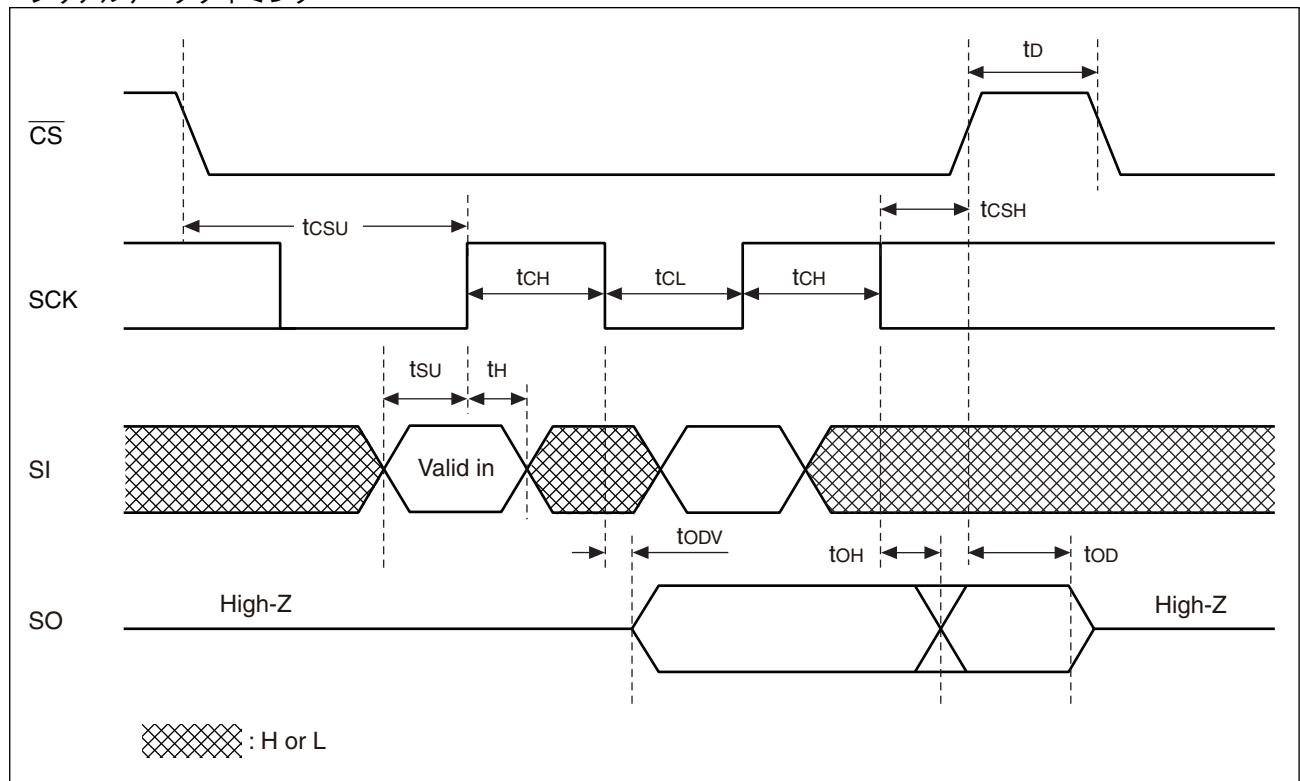 tD
CS
tCSU
tCSH
SCK
tCH
tCL
tCH
tSU
tH
SI
Valid in
tODV
tOH
tOD
SO
High-Z
High-Z
: H or L